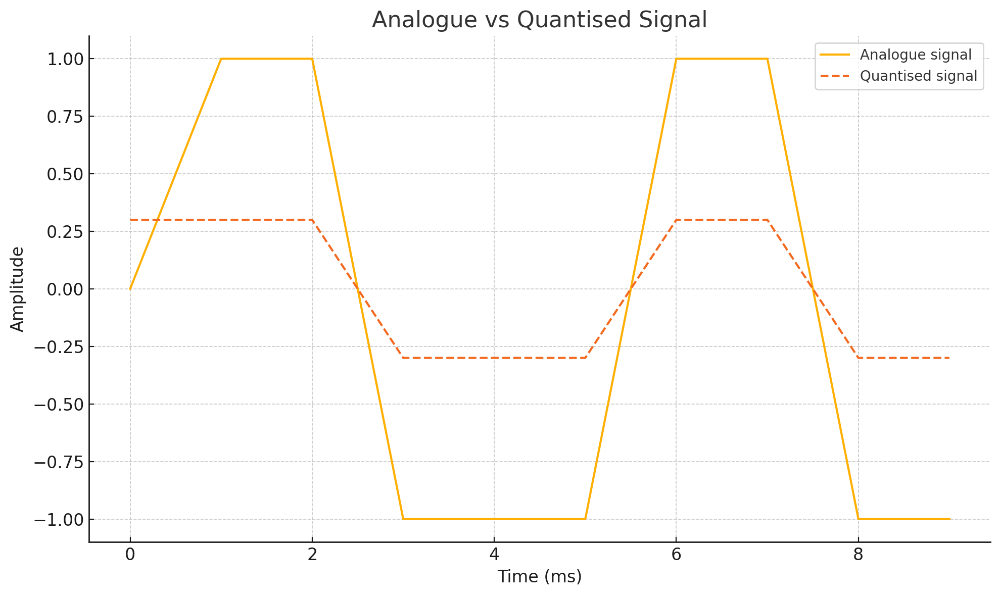 Analogue vs Quantised Signal
Analogue signal
Quantised signal
1.00
0.75
0.50
0.25
0.00
−0.25
−0.50
−0.75
−1.00
Amplitude
0 2 4 6 8
Time (ms)